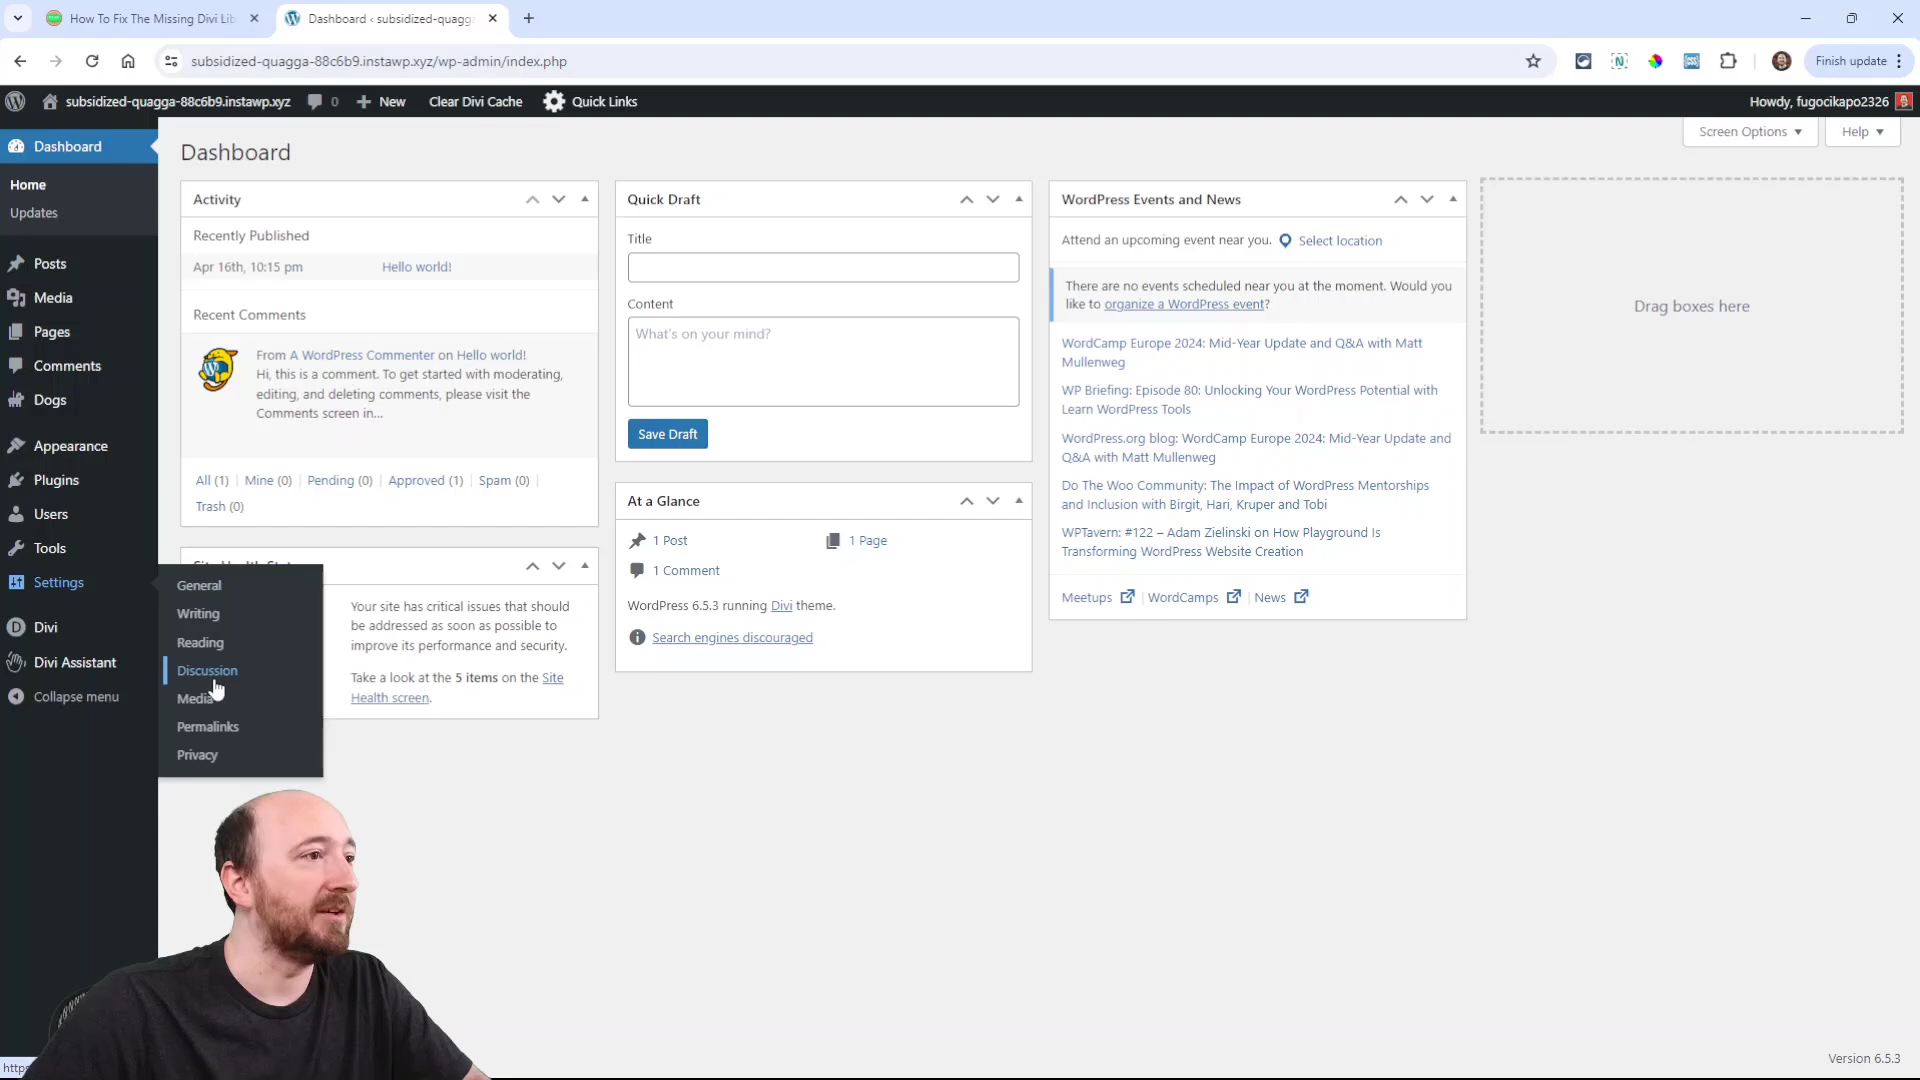 How To Fix The Missing Divi Lib
Dashboard ‹ subsidized-quagga
subsidized-quagga-88c6b9.instawp.xyz/wp-admin/index.php
Finish update
subsidized-quagga-88c6b9.instawp.xyz
0
New
Clear Divi Cache
Quick Links
Howdy, fugocikapo2326
Dashboard
Home
Updates
Posts
Media
Pages
Comments
Dogs
Appearance
Plugins
Users
Tools
Settings
Divi
Divi Assistant
Collapse menu
General
Writing
Reading
Discussion
Media
Permalinks
Privacy
Dashboard
Screen Options
Help
Activity
Recently Published
Apr 16th, 10:15 pm
Hello world!
Recent Comments
From A WordPress Commenter on Hello world!
Hi, this is a comment. To get started with moderating,
editing, and deleting comments, please visit the
Comments screen in...
All (1) | Mine (0) | Pending (0) | Approved (1) | Spam (0) |
Trash (0)
Your site has critical issues that should
be addressed as soon as possible to
improve its performance and security.
Take a look at the 5 items on the Site
Health screen.
Quick Draft
Title
Content
What's on your mind?
Save Draft
At a Glance
1 Post
1 Page
1 Comment
WordPress 6.5.3 running Divi theme.
Search engines discouraged
WordPress Events and News
Attend an upcoming event near you.
Select location
There are no events scheduled near you at the moment. Would you
like to organize a WordPress event?
WordCamp Europe 2024: Mid-Year Update and Q&A with Matt
Mullenweg
WP Briefing: Episode 80: Unlocking Your WordPress Potential with
Learn WordPress Tools
WordPress.org blog: WordCamp Europe 2024: Mid-Year Update and
Q&A with Matt Mullenweg
Do The Woo Community: The Impact of WordPress Mentorships
and Inclusion with Birgit, Hari, Kruper and Tobi
WPTavern: #122 – Adam Zielinski on How Playground Is
Transforming WordPress Website Creation
Meetups | WordCamps | News
Drag boxes here
Version 6.5.3